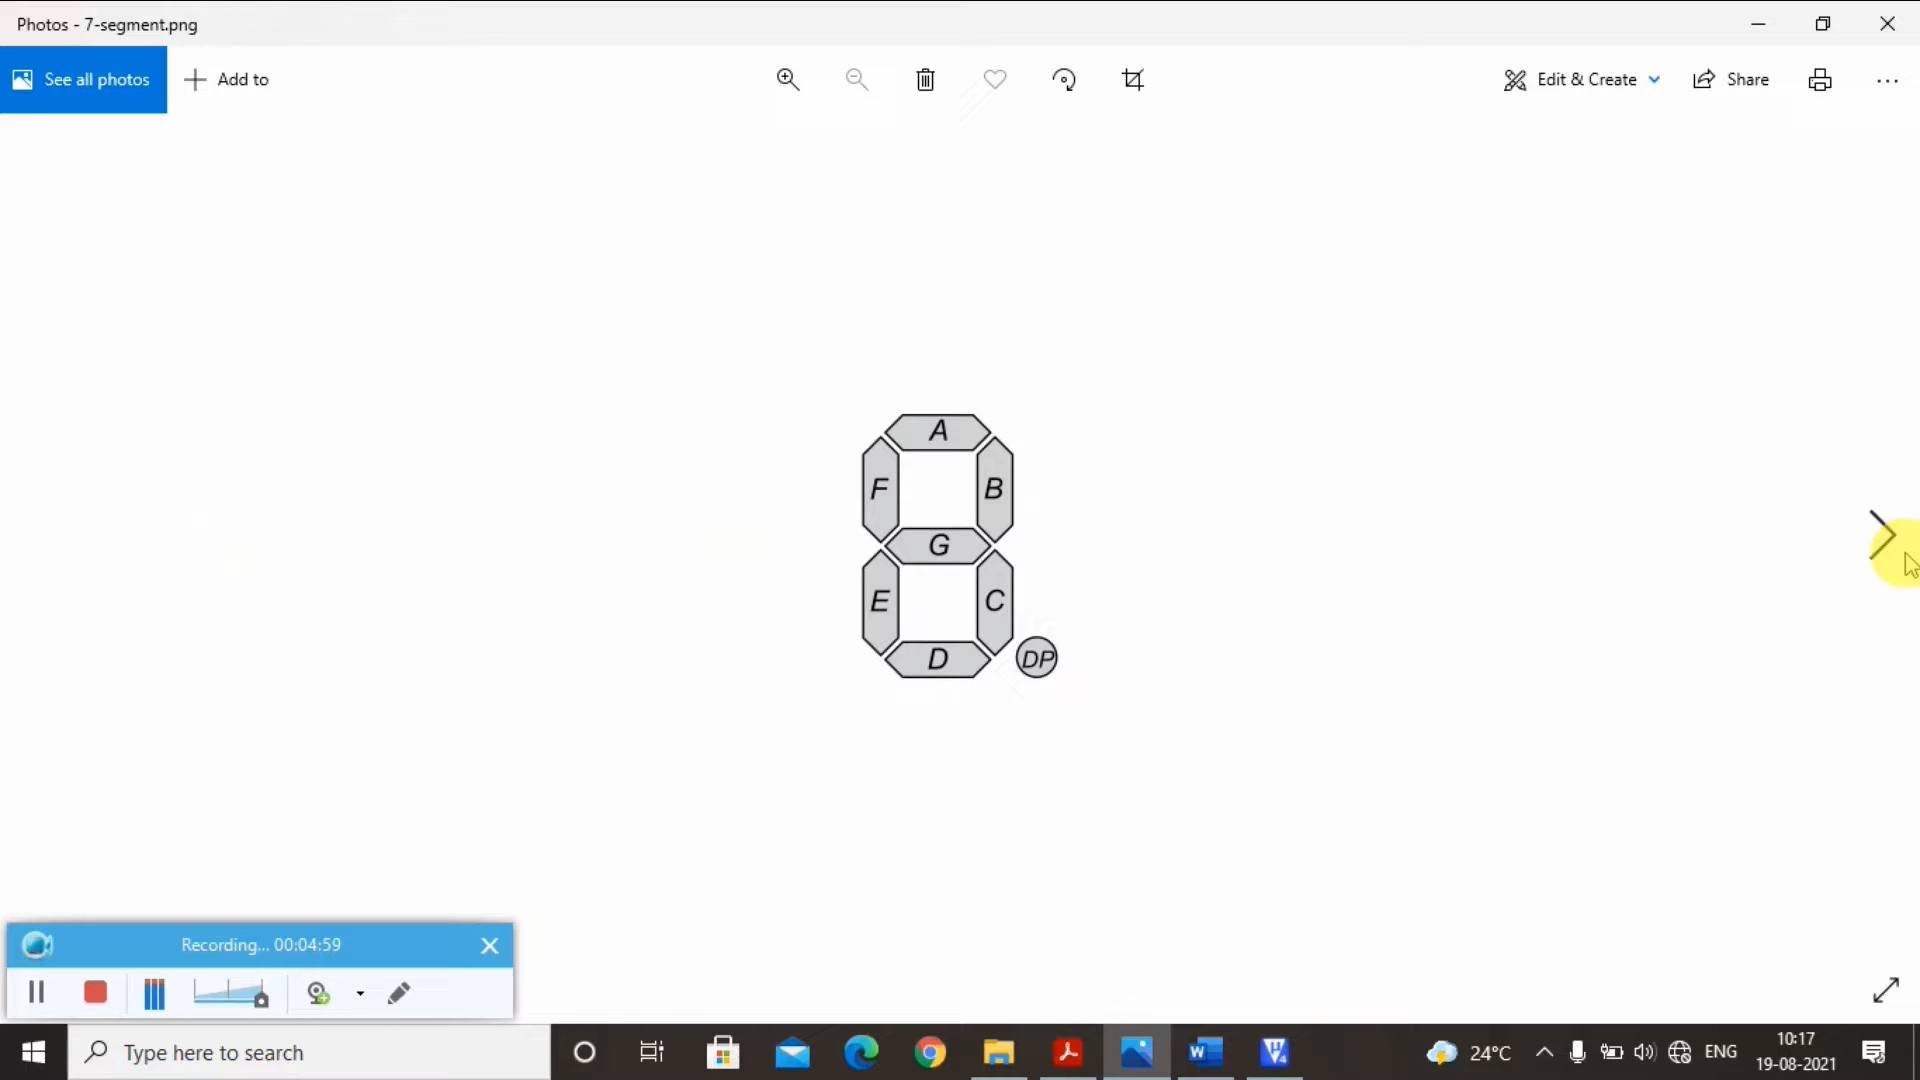 Photos - 7-segment.png
See all photos
Add to
Edit & Create
Share
A
F
B
G
E
C
D
DP
Recording... 00:04:59
Type here to search
24°C
ENG
10:17
19-08-2021